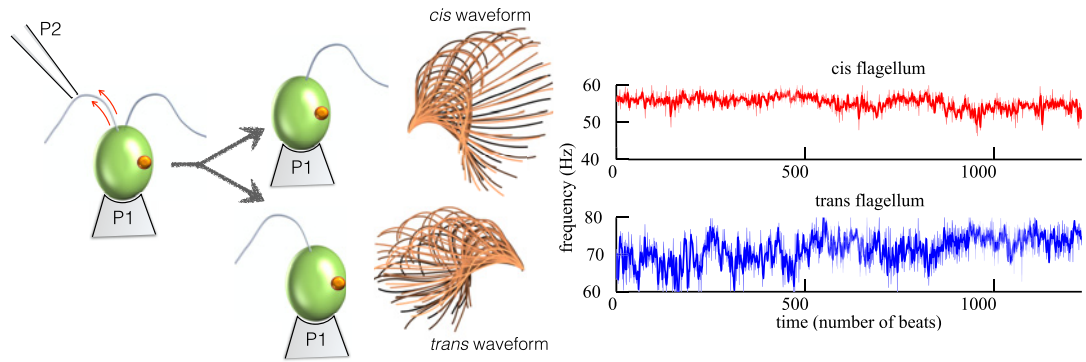 P2
P1
P1
P1
cis waveform
trans waveform
cis flagellum
60
50
40
0
500
1000
trans flagellum
80
70
60
0
500
1000
frequency (Hz)
time (number of beats)